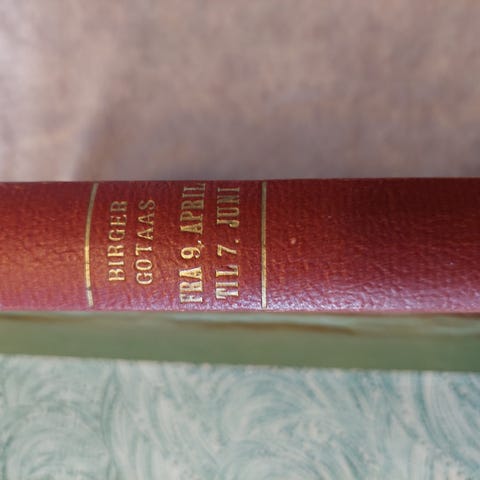 BIRGER
GOTAAS
FRA 9. APRIL
TIL 7. JUNI